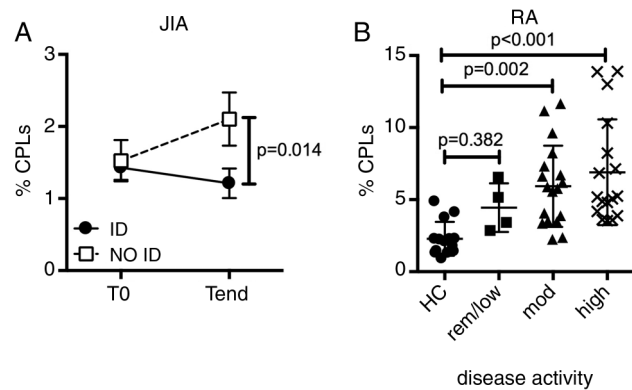 A
JIA
3
2
1
0
% CPLs
p=0.014
ID
NO ID
T0
Tend
B
RA
15
10
5
0
% CPLs
p<0.001
p=0.002
p=0.382
HC
rem/low
mod
high
disease activity